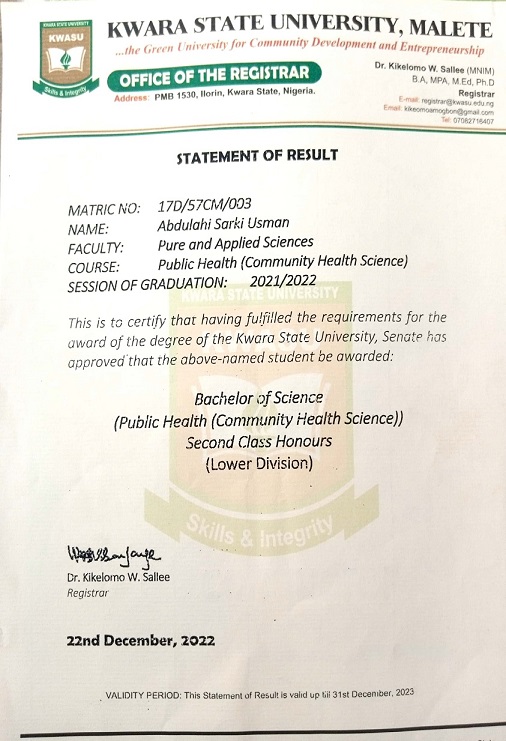 KWARA STATE UNIVERSITY, MALETE
...the Green University for Community Development and Entrepreneurship
KWASU
Skills & Integrity
OFFICE OF THE REGISTRAR
Address: PMB 1530, Ilorin, Kwara State, Nigeria.
Dr. Kikelomo W. Sallee (MNIM)
B.A, MPA, M.Ed, Ph.D
Registrar
E-mail: registrar@kwasu.edu.ng
Email: kikeomoamogbon@gmail.com
Tel: 07082716407
STATEMENT OF RESULT
MATRIC NO: 17D/57CM/003
NAME: Abdulahi Sarki Usman
FACULTY: Pure and Applied Sciences
COURSE: Public Health (Community Health Science)
SESSION OF GRADUATION: 2021/2022
KWARA STATE UNIVERSITY
This is to certify that having fulfilled the requirements for the
award of the degree of the Kwara State University, Senate has
approved that the above-named student be awarded:
Bachelor of Science
(Public Health (Community Health Science))
Second Class Honours
(Lower Division)
Skills & Integrity
Dr. Kikelomo W. Sallee
Registrar
22nd December, 2022
VALIDITY PERIOD: This Statement of Result is valid up till 31st December, 2023